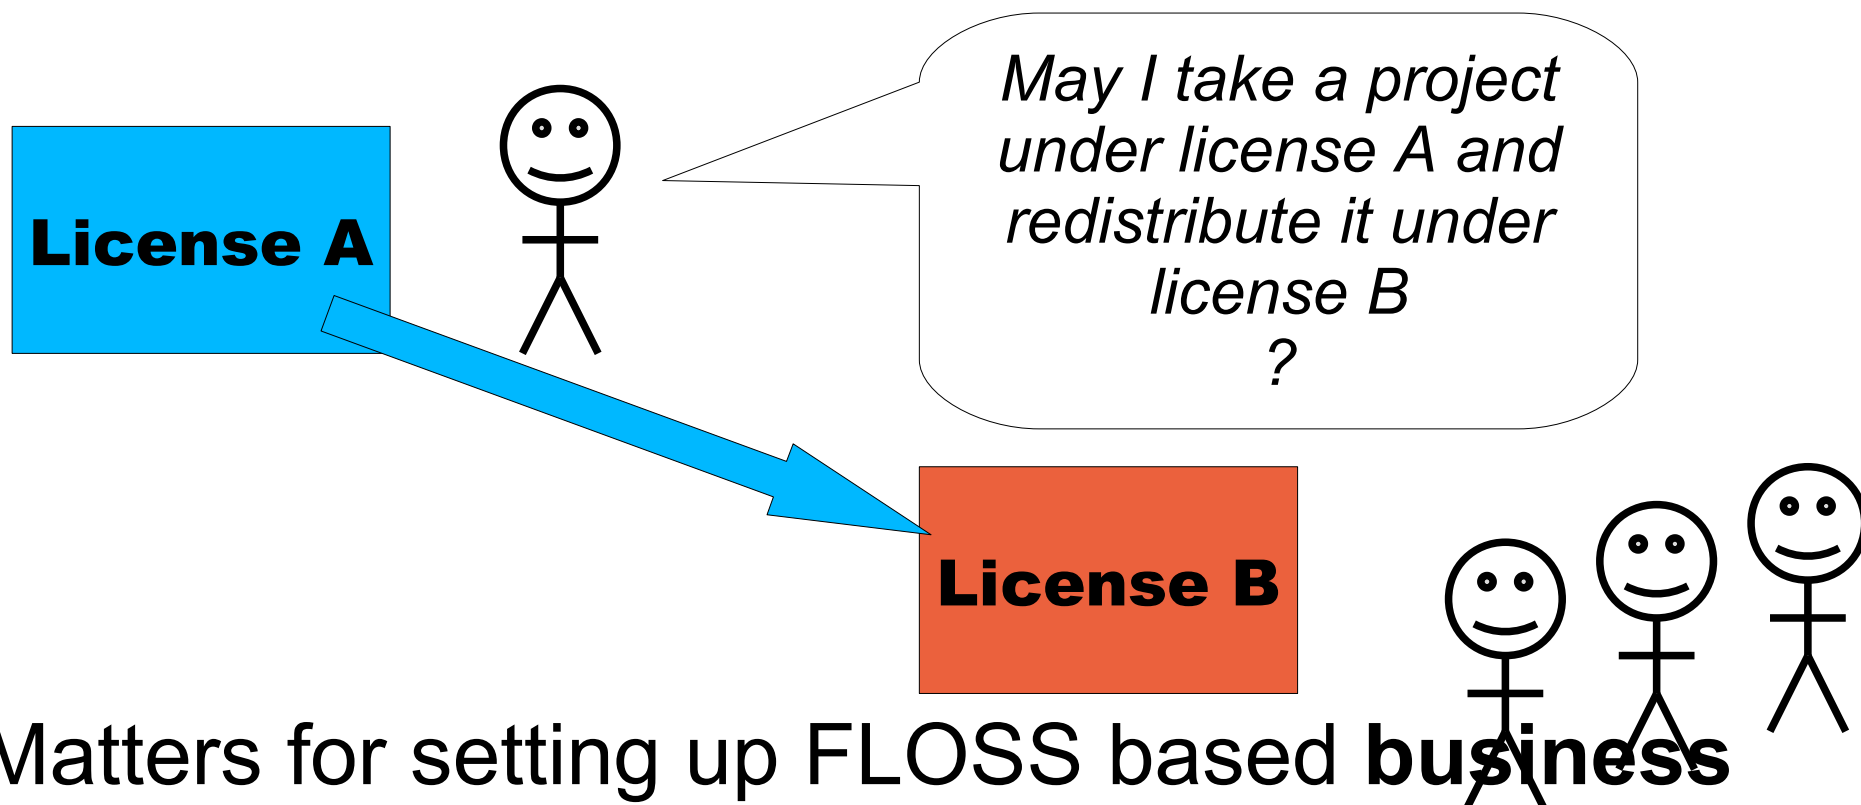 May I take a project
under license A and
redistribute it under
license B
?
License A
License B
Matters for setting up FLOSS based business